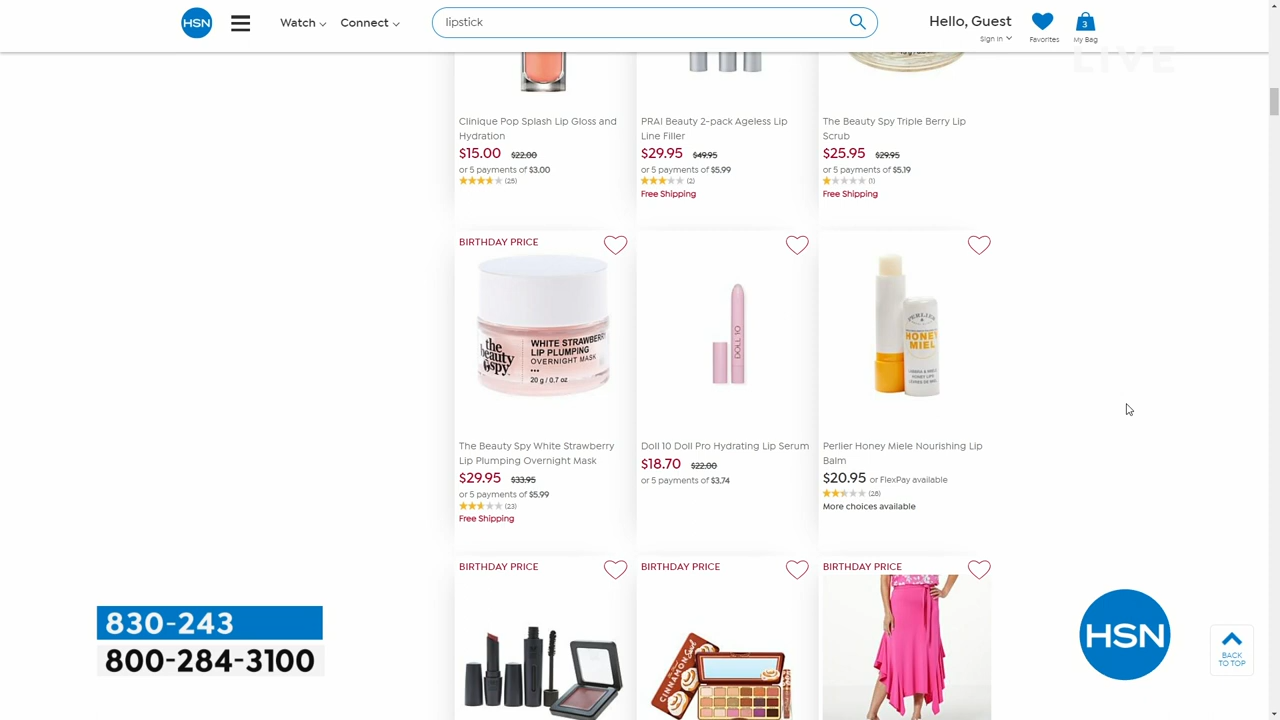 HSN
Watch
Connect
lipstick
Hello, Guest
Sign in
Favorites
3
My Bag
LIVE
Clinique Pop Splash Lip Gloss and
Hydration
$15.00 $22.00
or 5 payments of $3.00
(25)
PRAI Beauty 2-pack Ageless Lip
Line Filler
$29.95 $49.95
or 5 payments of $5.99
(2)
Free Shipping
The Beauty Spy Triple Berry Lip
Scrub
$25.95 $29.95
or 5 payments of $5.19
(1)
Free Shipping
BIRTHDAY PRICE
the
beauty
spy
WHITE STRAWBERRY
LIP PLUMPING
OVERNIGHT MASK
20 g / 0.7 oz
The Beauty Spy White Strawberry
Lip Plumping Overnight Mask
$29.95 $33.95
or 5 payments of $5.99
(23)
Free Shipping
DOLL 10
Doll 10 Doll Pro Hydrating Lip Serum
$18.70 $22.00
or 5 payments of $3.74
PERLIER
HONEY
MIEL
Perlier Honey Miele Nourishing Lip
Balm
$20.95 or FlexPay available
(28)
More choices available
BIRTHDAY PRICE
BIRTHDAY PRICE
CINNAMON
BIRTHDAY PRICE
830-243
800-284-3100
HSN
BACK
TO TOP